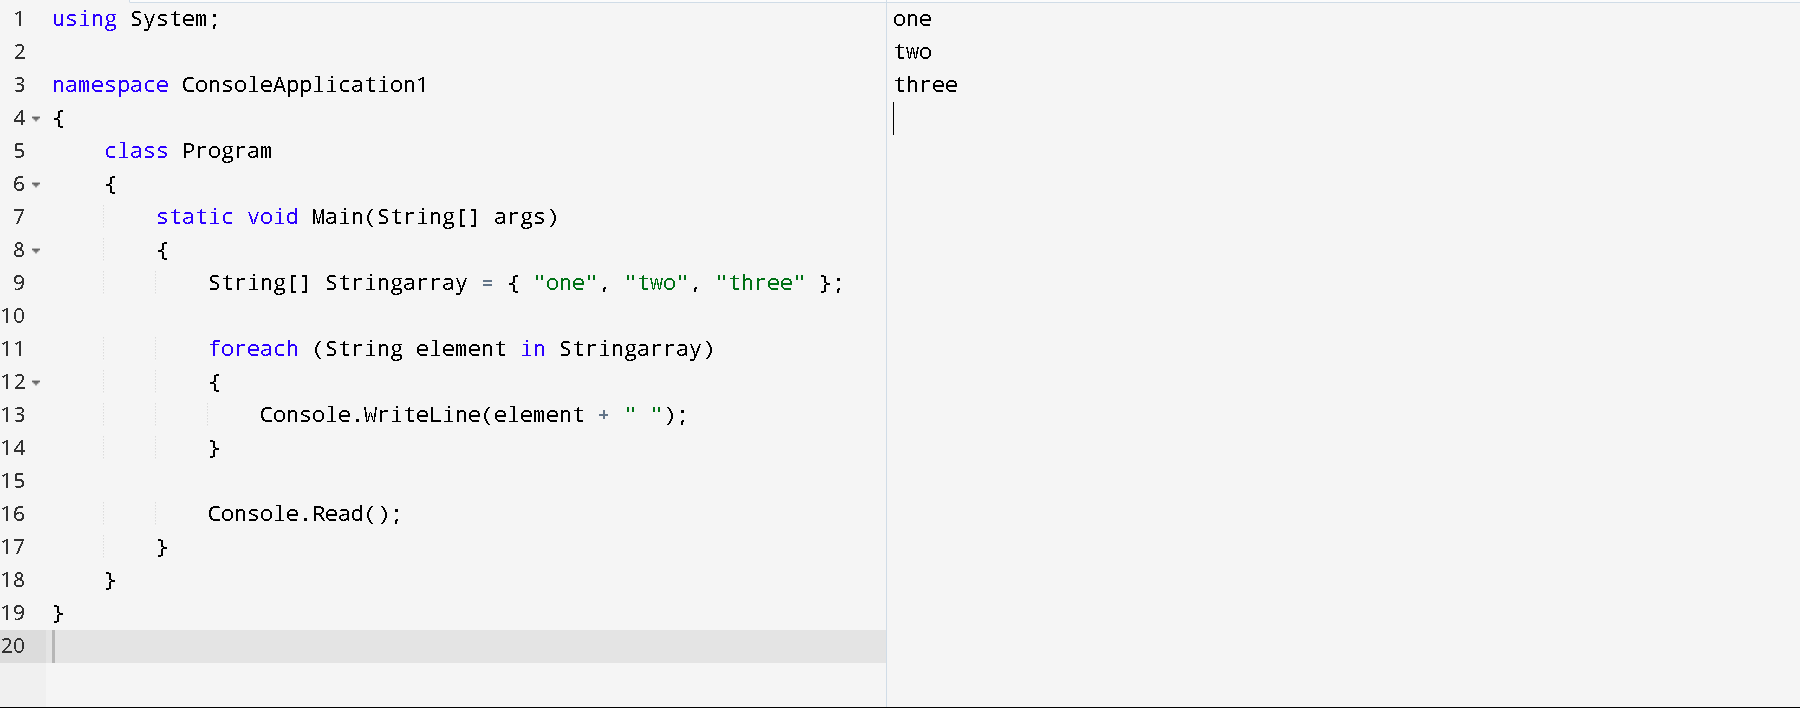 1 using System;
2
3 namespace ConsoleApplication1
4 {
5     class Program
6     {
7         static void Main(String[] args)
8         {
9             String[] Stringarray = { "one", "two", "three" };
10
11             foreach (String element in Stringarray)
12             {
13                 Console.WriteLine(element + " ");
14             }
15
16             Console.Read();
17         }
18     }
19 }
20
one
two
three